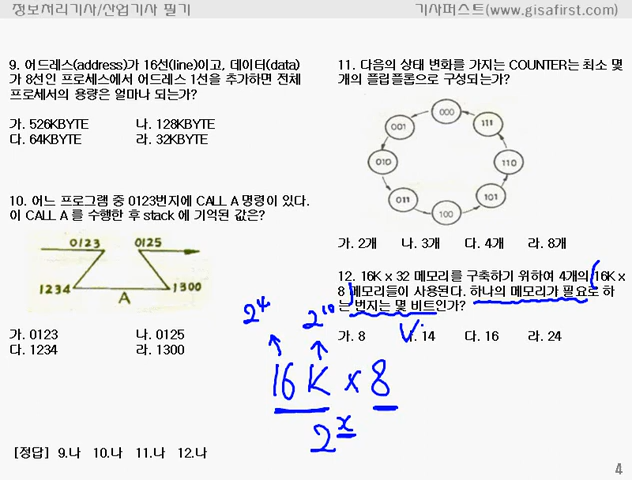 정보처리기사/산업기사 필기
기사퍼스트(www.gisafirst.com)
9. 어드레스(address)가 16선(line)이고, 데이터(data)
가 8선인 프로세스에서 어드레스 1선을 추가하면 전체
프로세서의 용량은 얼마나 되는가?
가. 526KBYTE 나. 128KBYTE
다. 64KBYTE 라. 32KBYTE
10. 어느 프로그램 중 0123번지에 CALL A 명령이 있다.
이 CALL A 를 수행한 후 stack 에 기억된 값은?
0123 0125
1234 A 1300
가. 0123 나. 0125
다. 1234 라. 1300
[정답] 9.나 10.나 11.나 12.나
11. 다음의 상태 변화를 가지는 COUNTER는 최소 몇
개의 플립플롭으로 구성되는가?
000
001 111
010 110
011 101
100
가. 2개 나. 3개 다. 4개 라. 8개
12. 16K x 32 메모리를 구축하기 위하여 4개의 (16K x
8) 메모리들이 사용된다. 하나의 메모리가 필요로 하
는 번지는 몇 비트인가?
가. 8 나. 14 다. 16 라. 24
2⁴ 2¹⁰
16 K x 8
2ˣ
4